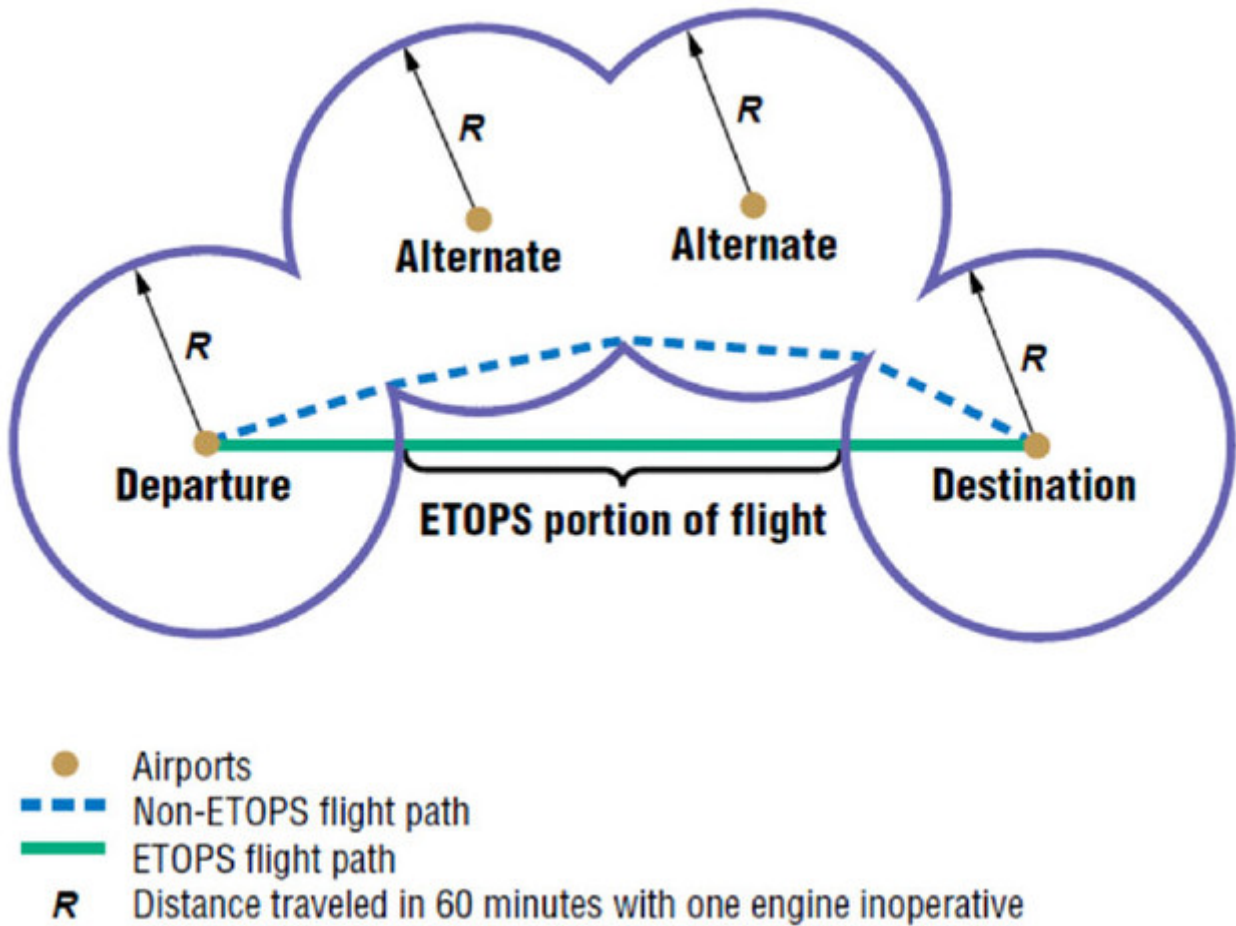 R
R
Alternate
Alternate
R
R
Departure
Destination
ETOPS portion of flight
Airports
Non-ETOPS flight path
ETOPS flight path
R Distance traveled in 60 minutes with one engine inoperative